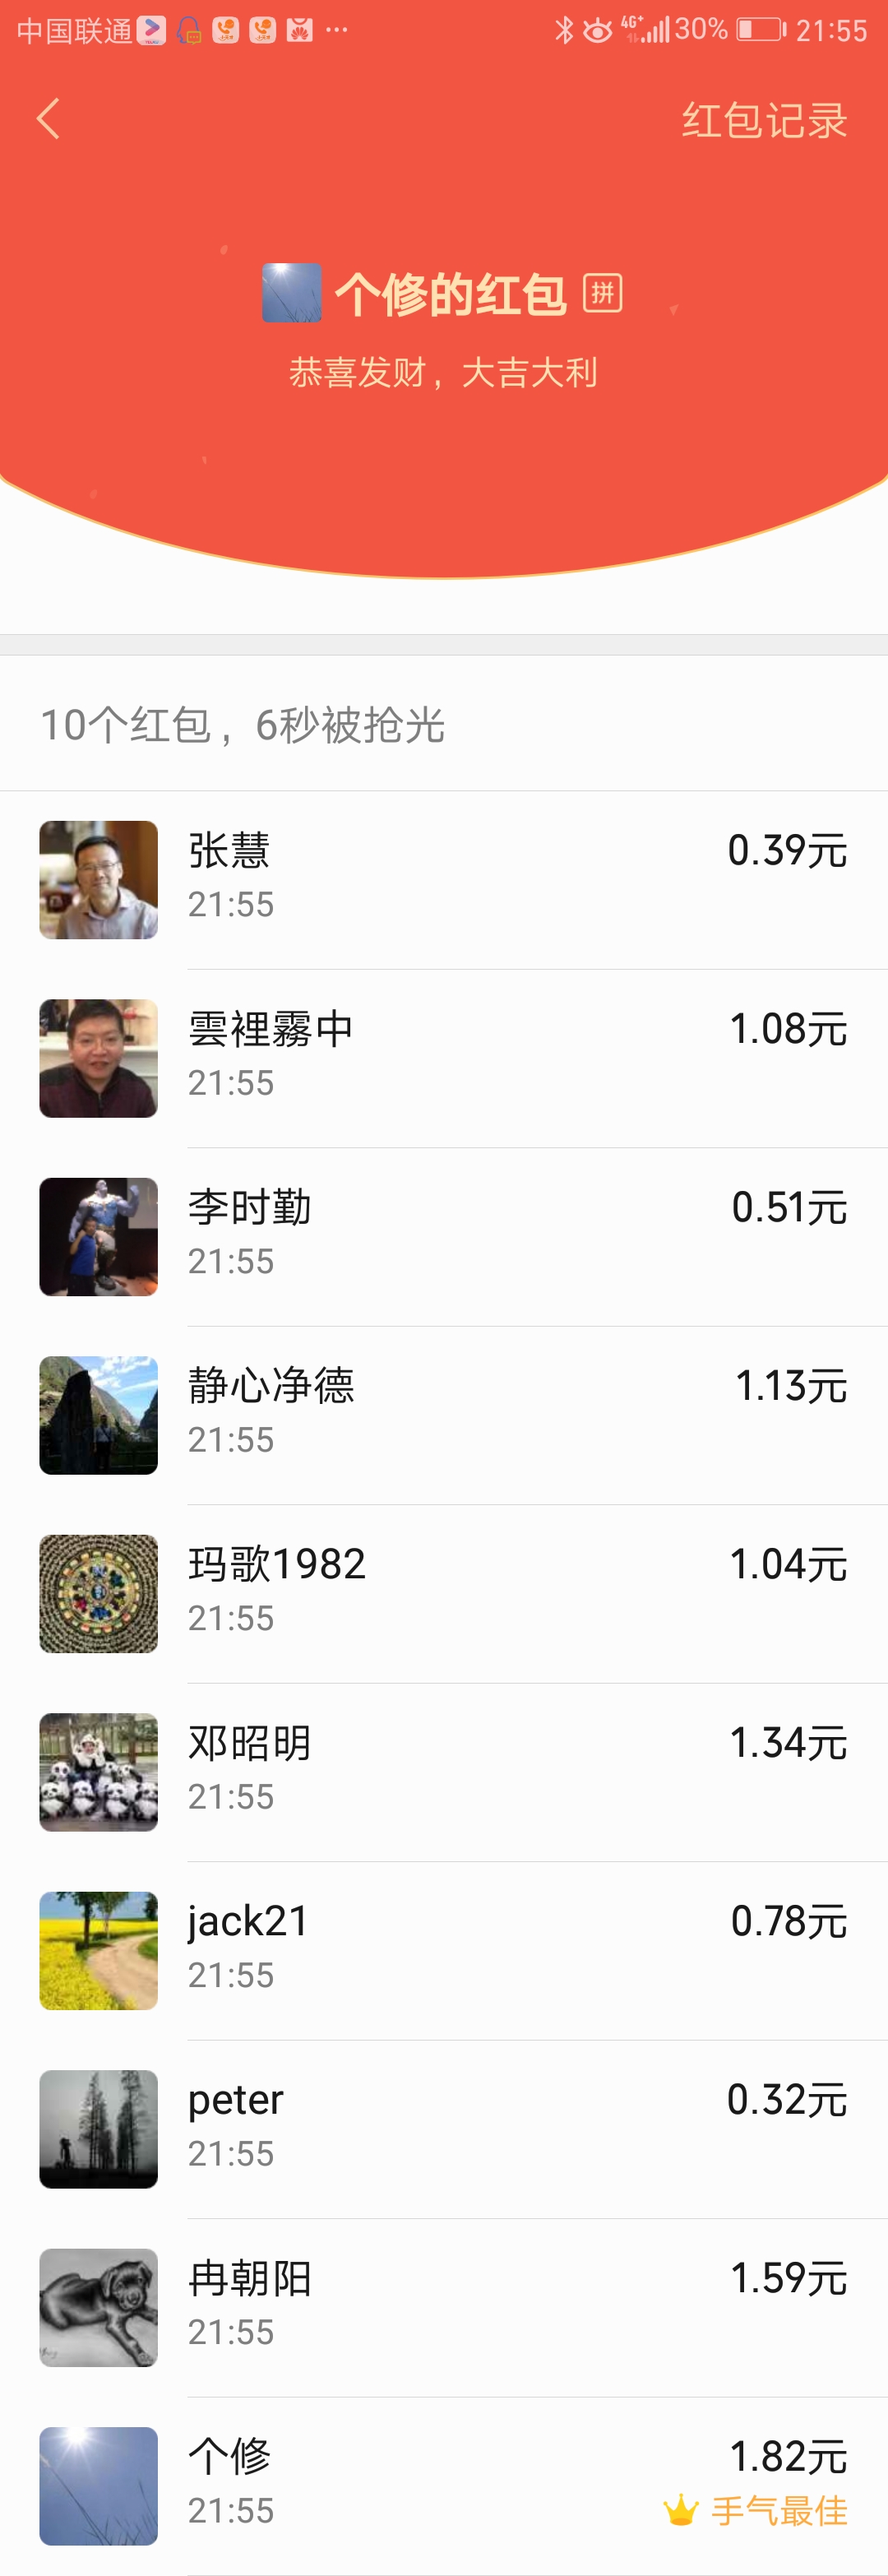 中国联通 ··· 4G+ 30% 21:55
红包记录
个修的红包 拼
恭喜发财，大吉大利
10个红包，6秒被抢光
张慧 0.39元
21:55
雲裡霧中 1.08元
21:55
李时勤 0.51元
21:55
静心净德 1.13元
21:55
玛歌1982 1.04元
21:55
邓昭明 1.34元
21:55
jack21 0.78元
21:55
peter 0.32元
21:55
冉朝阳 1.59元
21:55
个修 1.82元
21:55 手气最佳